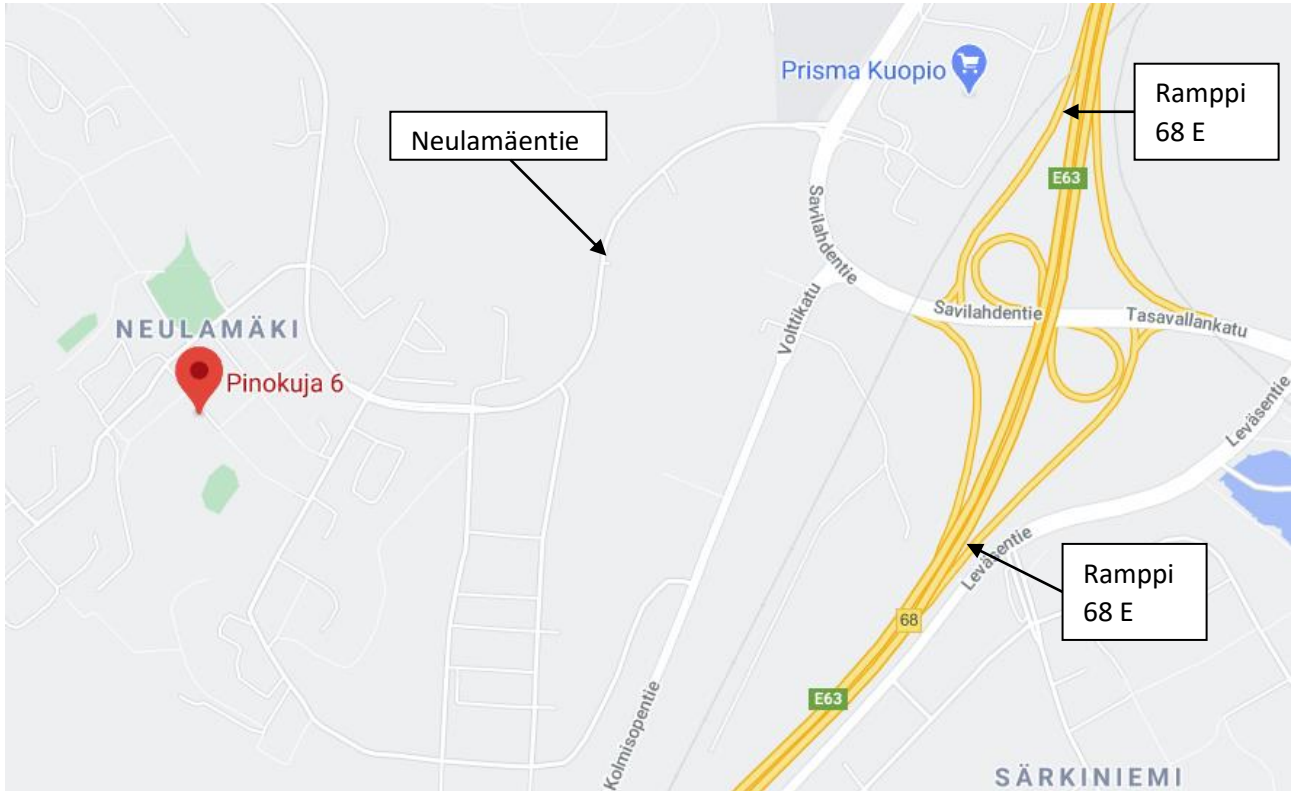 Prisma Kuopio
Ramppi
68 E
Neulamäentie
E63
Savilahdentie
NEULAMÄKI
Pinokuja 6
Volttikatu
Savilahdentie
Tasavallankatu
Leväsentie
Leväsentie
Ramppi
68 E
68
E63
Kolmisopentie
SÄRKINIEMI